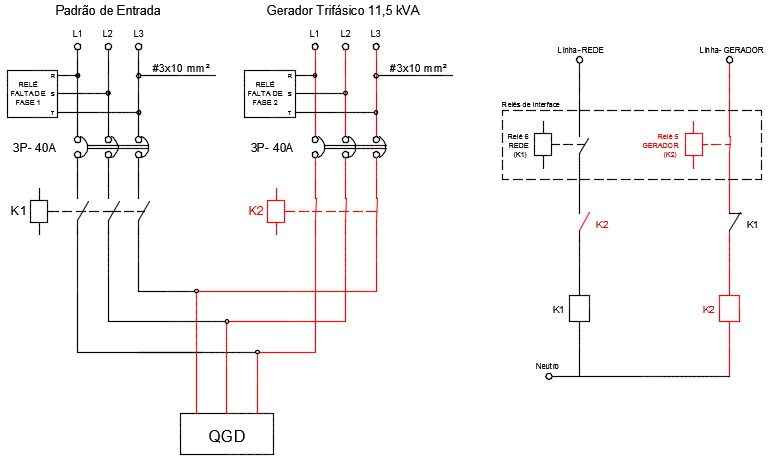 Padrão de Entrada
Gerador Trifásico 11,5 kVA
L1 L2 L3
L1 L2 L3
Linha-REDE
Linha-GERADOR
#3x10 mm²
#3x10 mm²
RELÉ
FALTA DE
FASE 1
R
S
T
RELÉ
FALTA DE
FASE 2
R
S
T
Relés de Interface
Relé 6
REDE
(K1)
Relé 5
GERADOR
(K2)
3P- 40A
3P- 40A
K1
K2
K2
K1
K1
K2
Neutro
QGD